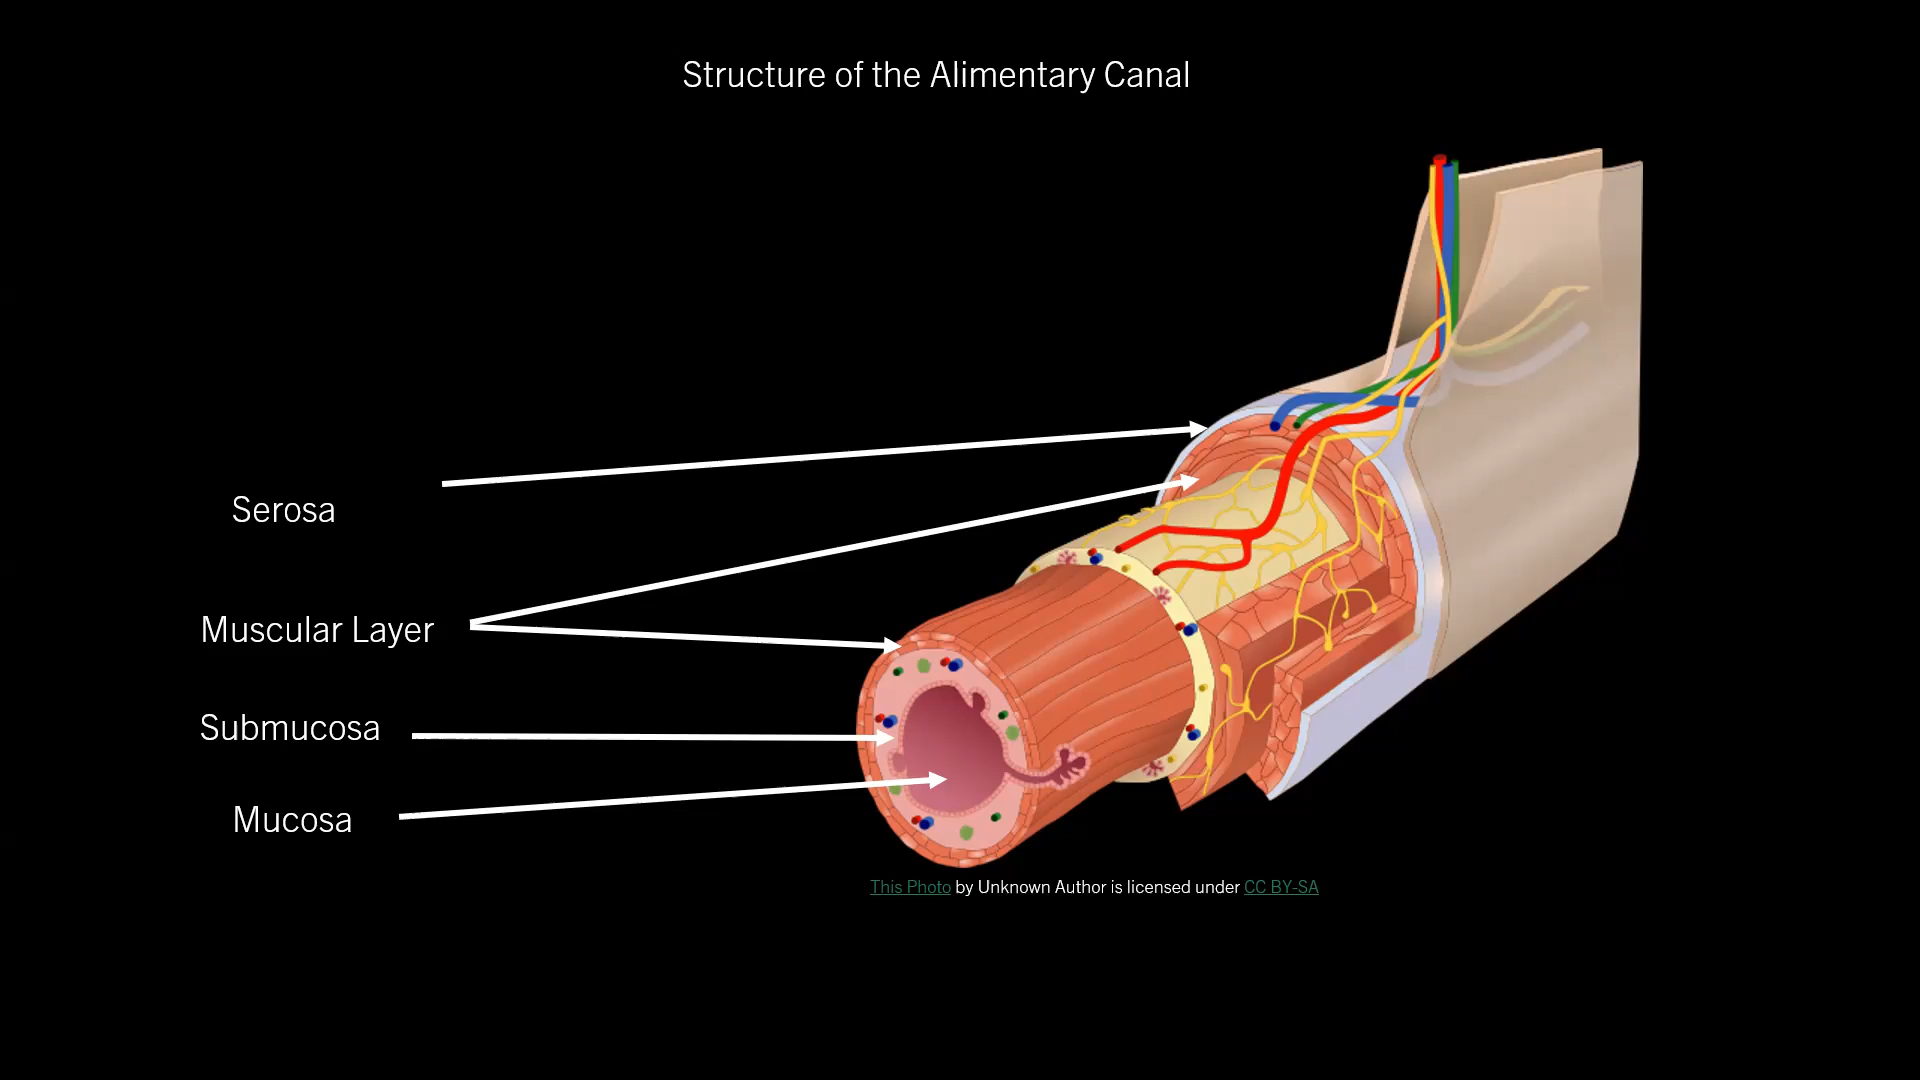 Structure of the Alimentary Canal
Serosa
Muscular Layer
Submucosa
Mucosa
This Photo by Unknown Author is licensed under CC BY-SA